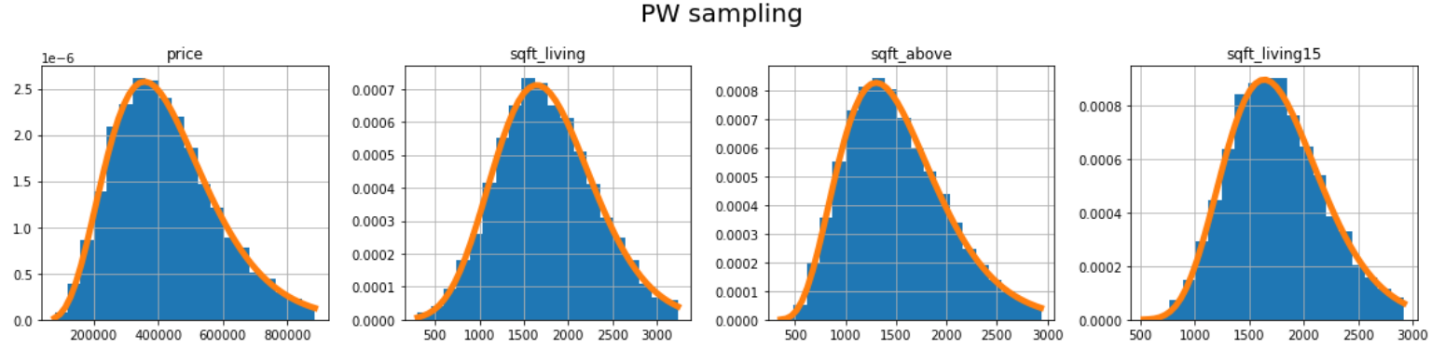 PW sampling
price sqft_living sqft_above sqft_living15
1e−6
2.5 2.0 1.5 1.0 0.5 0.0
200000 400000 600000 800000
0.0007 0.0006 0.0005 0.0004 0.0003 0.0002 0.0001 0.0000
500 1000 1500 2000 2500 3000
0.0008 0.0007 0.0006 0.0005 0.0004 0.0003 0.0002 0.0001 0.0000
500 1000 1500 2000 2500 3000
0.0008 0.0006 0.0004 0.0002 0.0000
500 1000 1500 2000 2500 3000